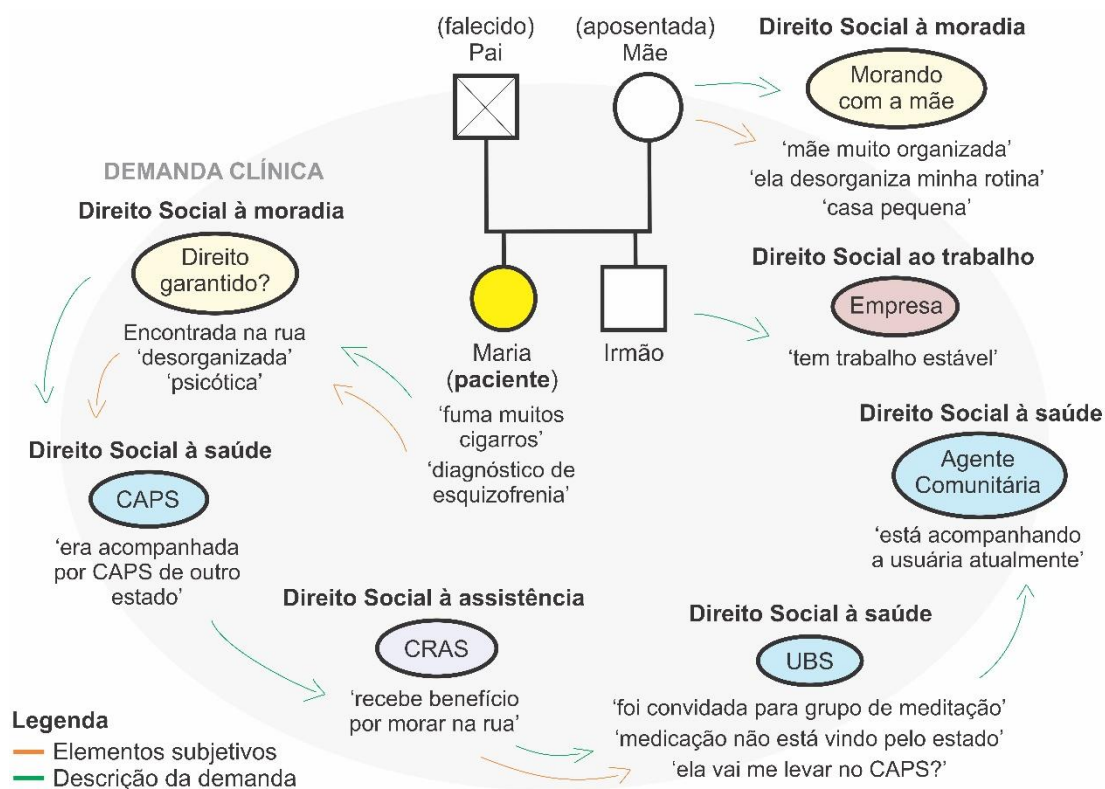 (falecido)
Pai
(aposentada)
Mãe
Direito Social à moradia
Morando
com a mãe
'mãe muito organizada'
'ela desorganiza minha rotina'
'casa pequena'
DEMANDA CLÍNICA
Direito Social à moradia
Direito
garantido?
Encontrada na rua
'desorganizada'
'psicótica'
Maria
(paciente)
'fuma muitos
cigarros'
'diagnóstico de
esquizofrenia'
Irmão
Direito Social ao trabalho
Empresa
'tem trabalho estável'
Direito Social à saúde
Agente
Comunitária
'está acompanhando
a usuária atualmente'
Direito Social à saúde
CAPS
'era acompanhada
por CAPS de outro
estado'
Direito Social à assistência
CRAS
'recebe benefício
por morar na rua'
Direito Social à saúde
UBS
'foi convidada para grupo de meditação'
'medicação não está vindo pelo estado'
'ela vai me levar no CAPS?'
Legenda
Elementos subjetivos
Descrição da demanda